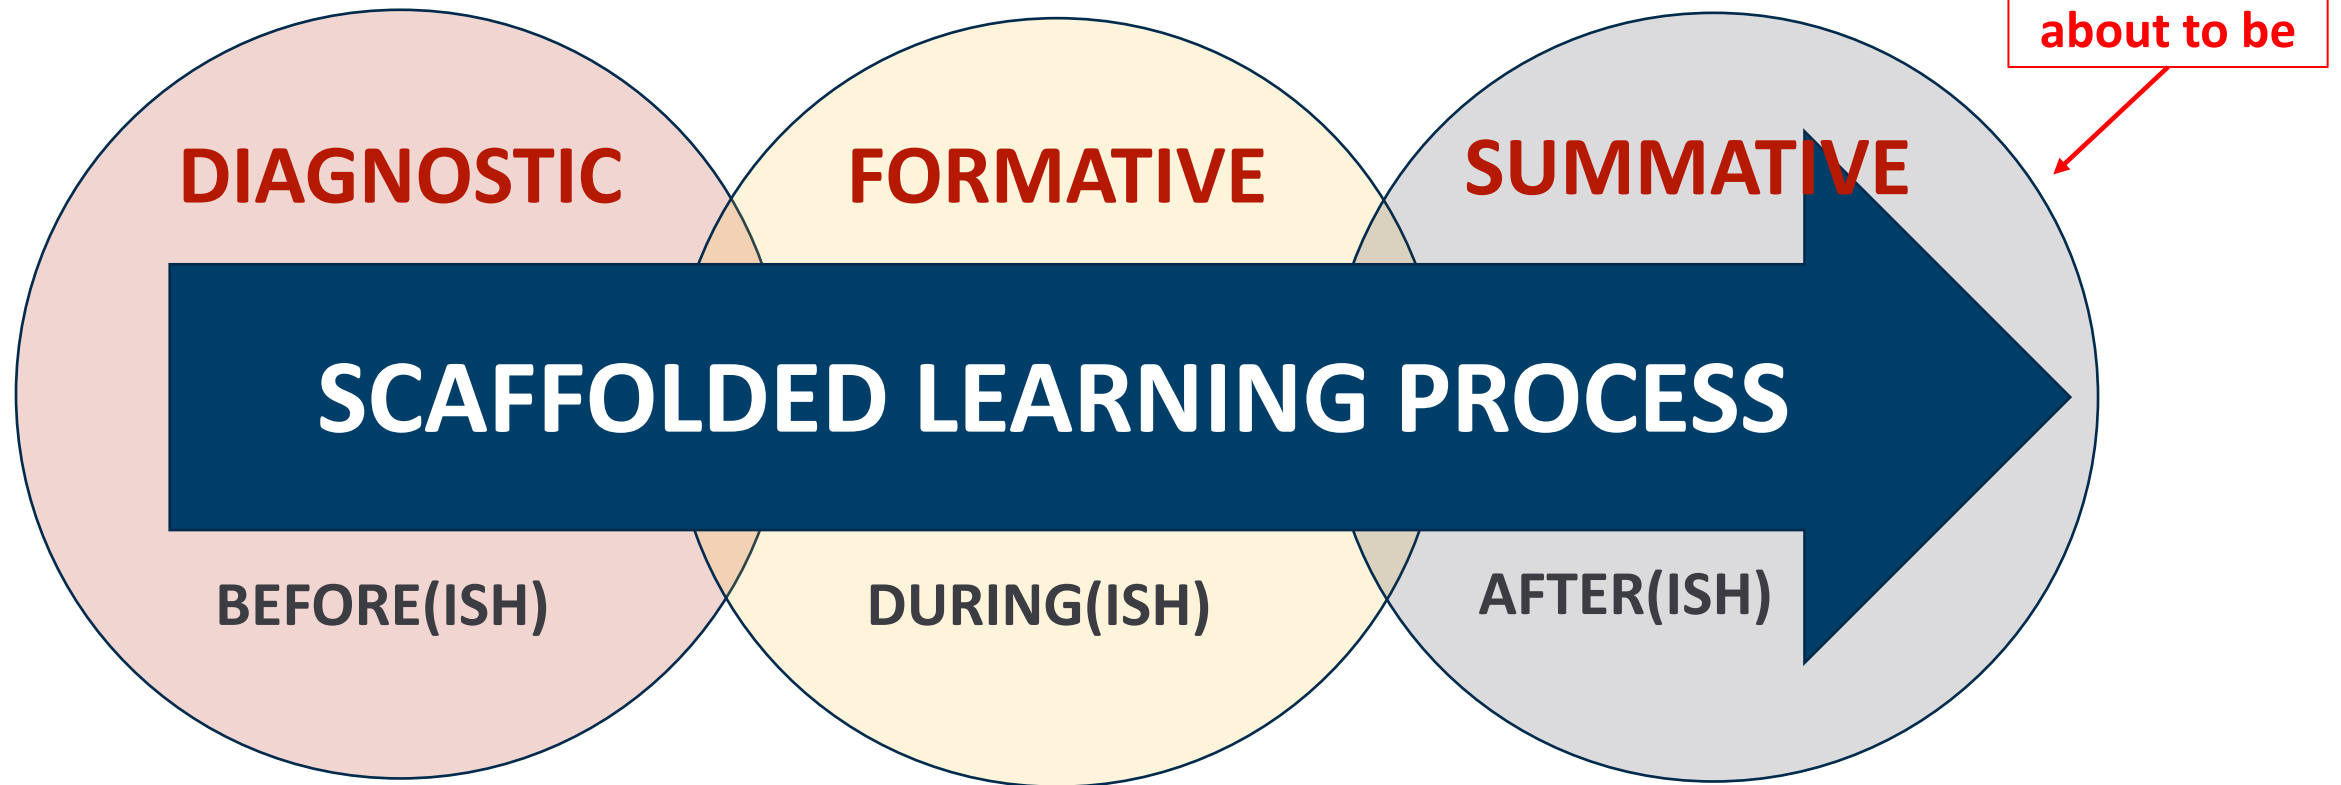 about to be
DIAGNOSTIC
FORMATIVE
SUMMATIVE
SCAFFOLDED LEARNING PROCESS
BEFORE(ISH)
DURING(ISH)
AFTER(ISH)